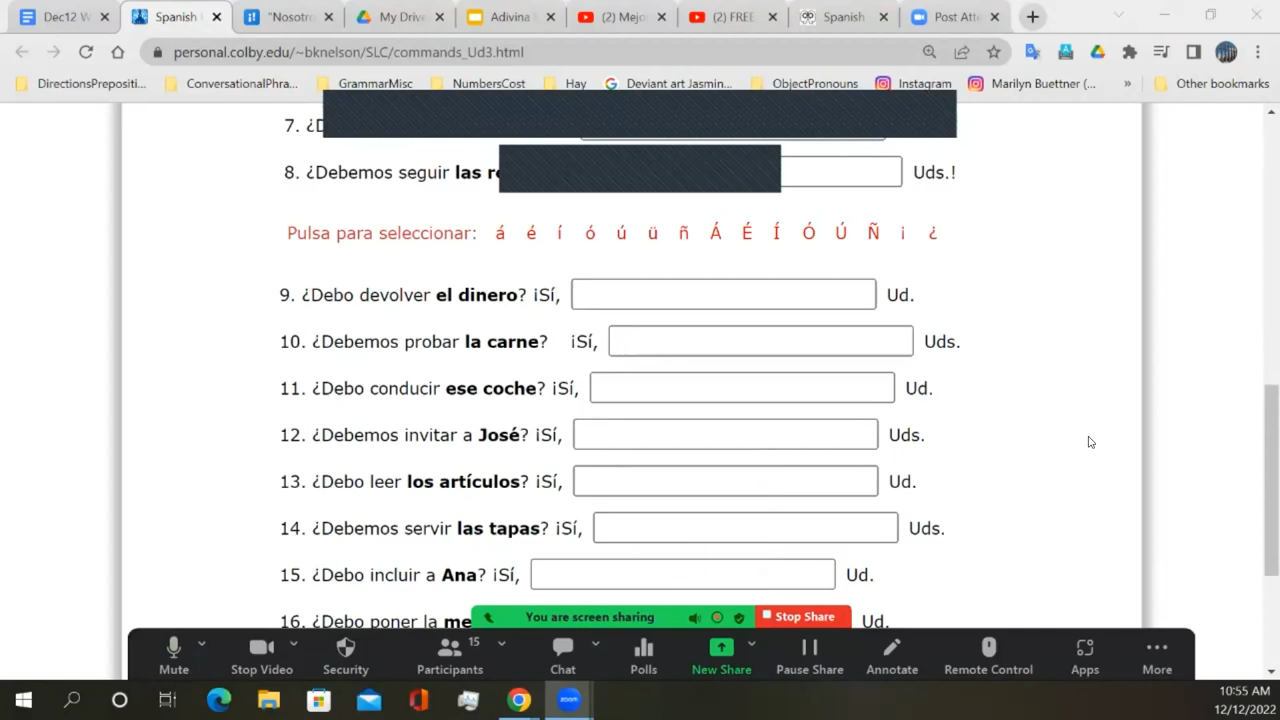 Dec12 W
Spanish
"Nosotro
My Drive
Adivina
(2) Mejo
(2) FREE
Spanish
Post Atte
personal.colby.edu/~bknelson/SLC/commands_Ud3.html
DirectionsPrepositi...
ConversationalPhra...
GrammarMisc
NumbersCost
Hay
Deviant art Jasmin...
ObjectPronouns
Instagram
Marilyn Buettner (...
»
Other bookmarks
7. ¿D
8. ¿Debemos seguir las re Uds.!
Pulsa para seleccionar: á é í ó ú ü ñ Á É Í Ó Ú Ñ ¡ ¿
9. ¿Debo devolver el dinero? ¡Sí, Ud.
10. ¿Debemos probar la carne? ¡Sí, Uds.
11. ¿Debo conducir ese coche? ¡Sí, Ud.
12. ¿Debemos invitar a José? ¡Sí, Uds.
13. ¿Debo leer los artículos? ¡Sí, Ud.
14. ¿Debemos servir las tapas? ¡Sí, Uds.
15. ¿Debo incluir a Ana? ¡Sí, Ud.
16. ¿Debo poner la me Ud.
You are screen sharing
Stop Share
15
Mute
Stop Video
Security
Participants
Chat
Polls
New Share
Pause Share
Annotate
Remote Control
Apps
More
zoom
10:55 AM
12/12/2022